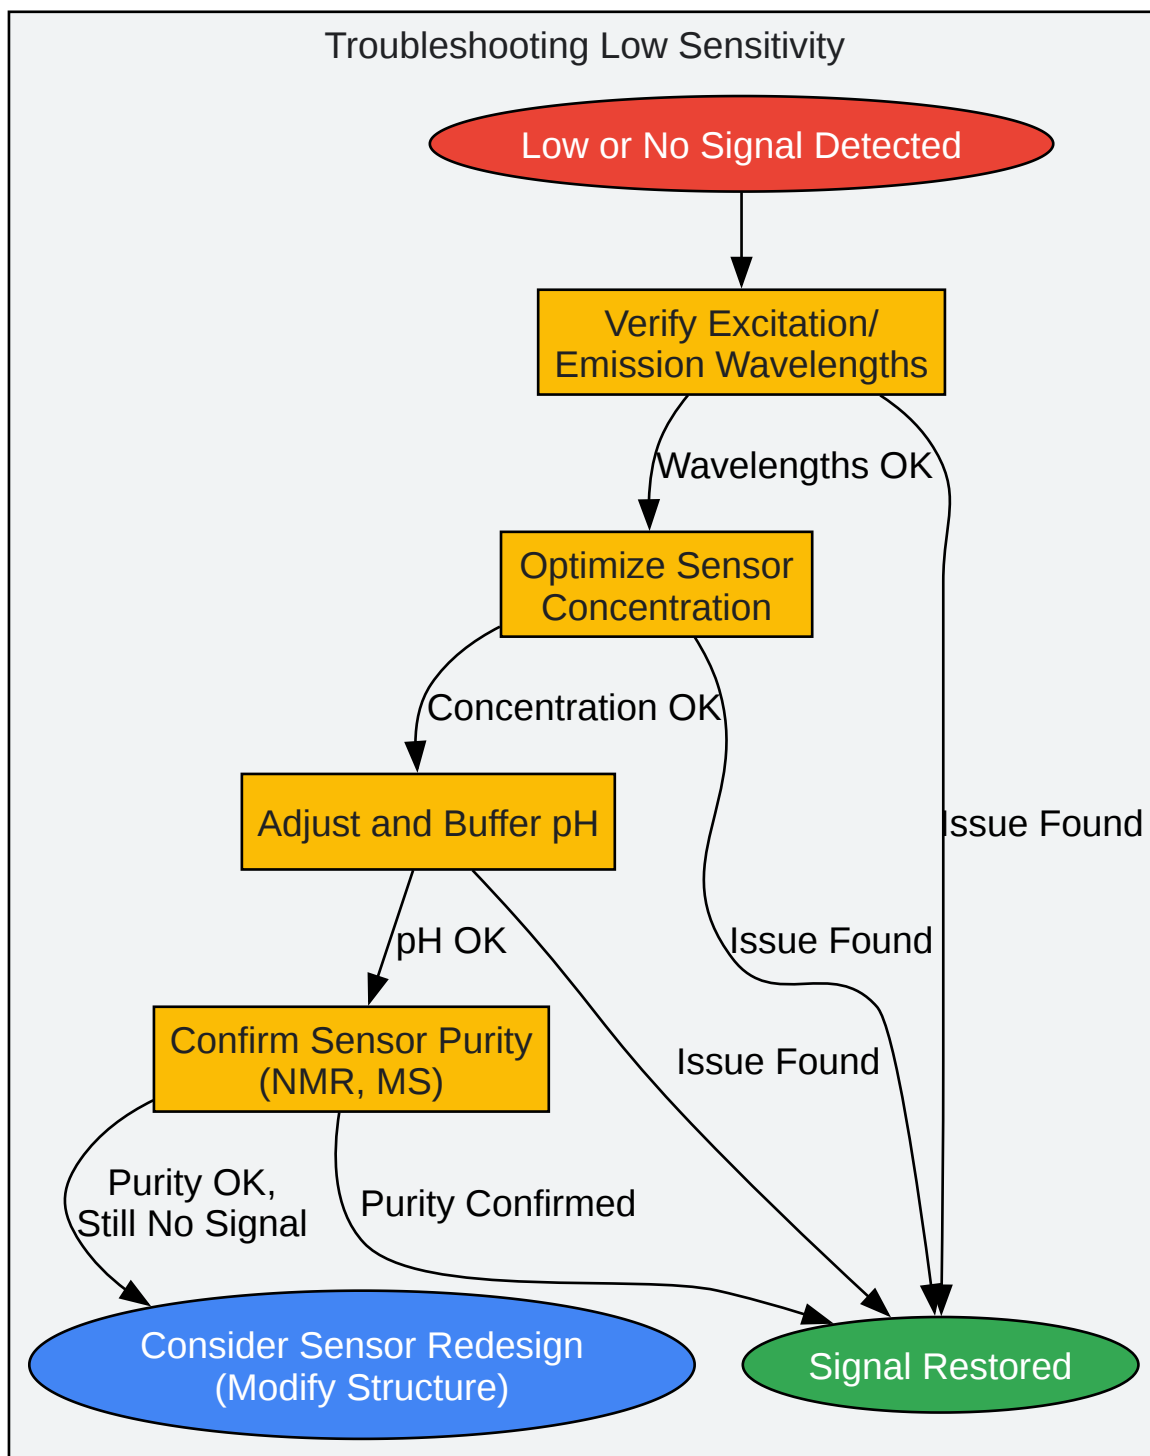 Troubleshooting Low Sensitivity
Low or No Signal Detected
Verify Excitation/
Emission Wavelengths
Wavelengths OK
Optimize Sensor
Concentration
Concentration OK
Adjust and Buffer pH
Issue Found
pH OK
Issue Found
Confirm Sensor Purity
(NMR, MS)
Issue Found
Purity OK,
Still No Signal
Purity Confirmed
Consider Sensor Redesign
(Modify Structure)
Signal Restored